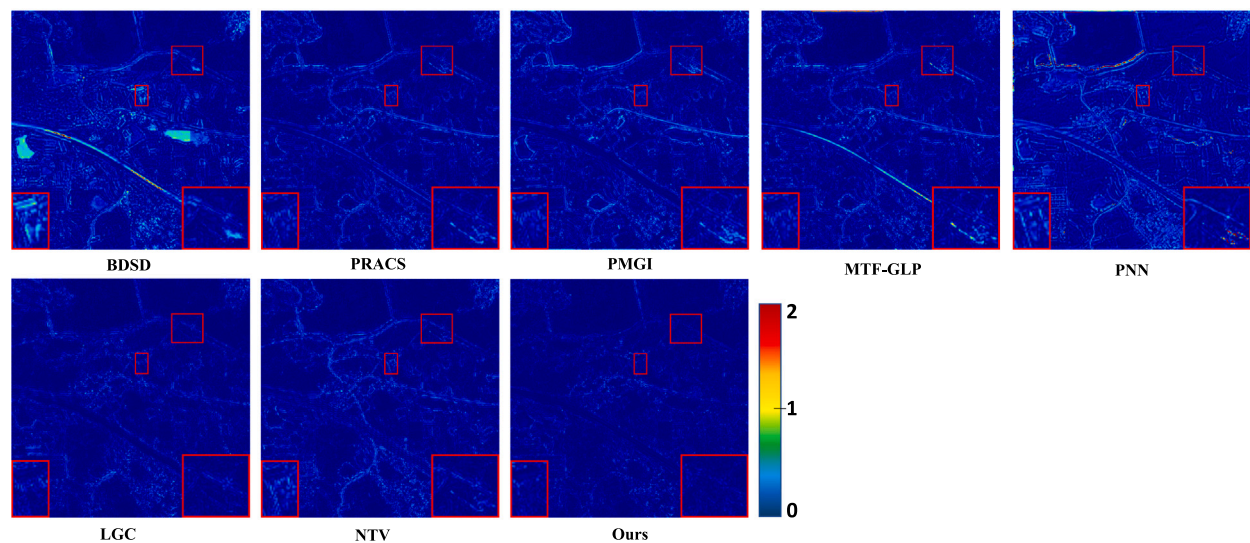 BDSD
PRACS
PMGI
MTF-GLP
PNN
2
1
0
LGC
NTV
Ours